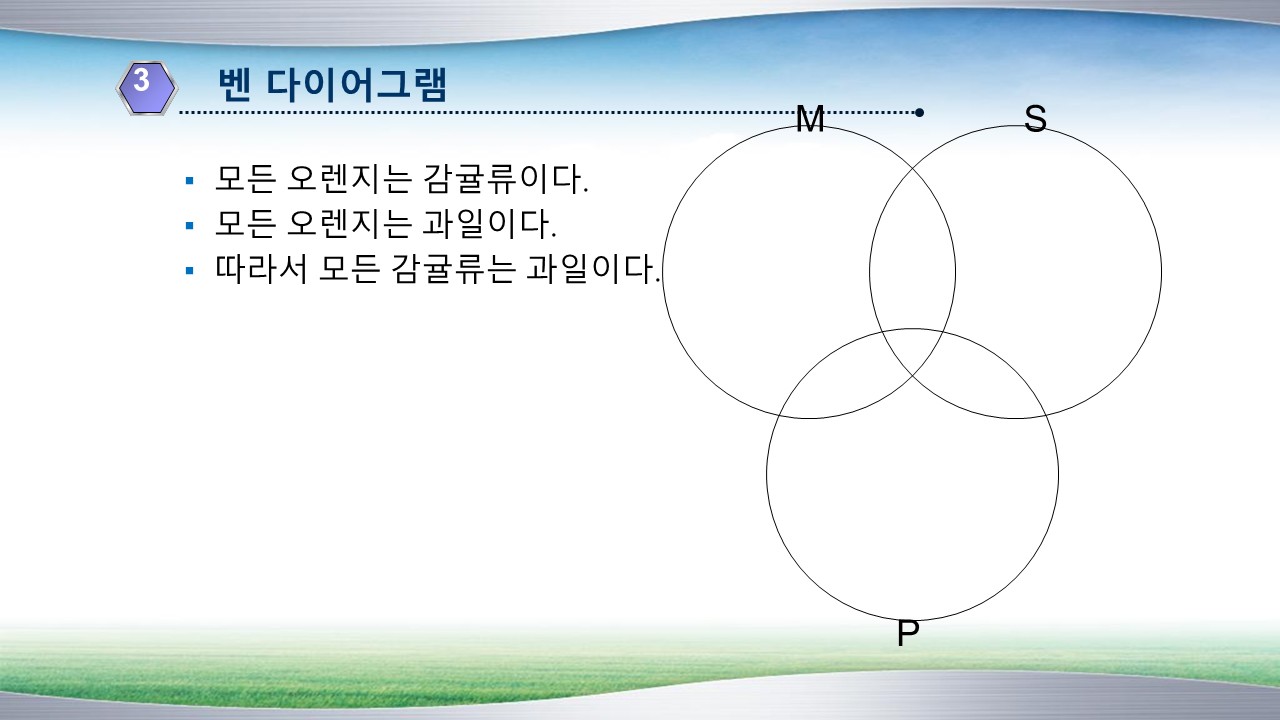 3
벤 다이어그램
M
S
모든 오렌지는 감귤류이다.
모든 오렌지는 과일이다.
따라서 모든 감귤류는 과일이다.
P